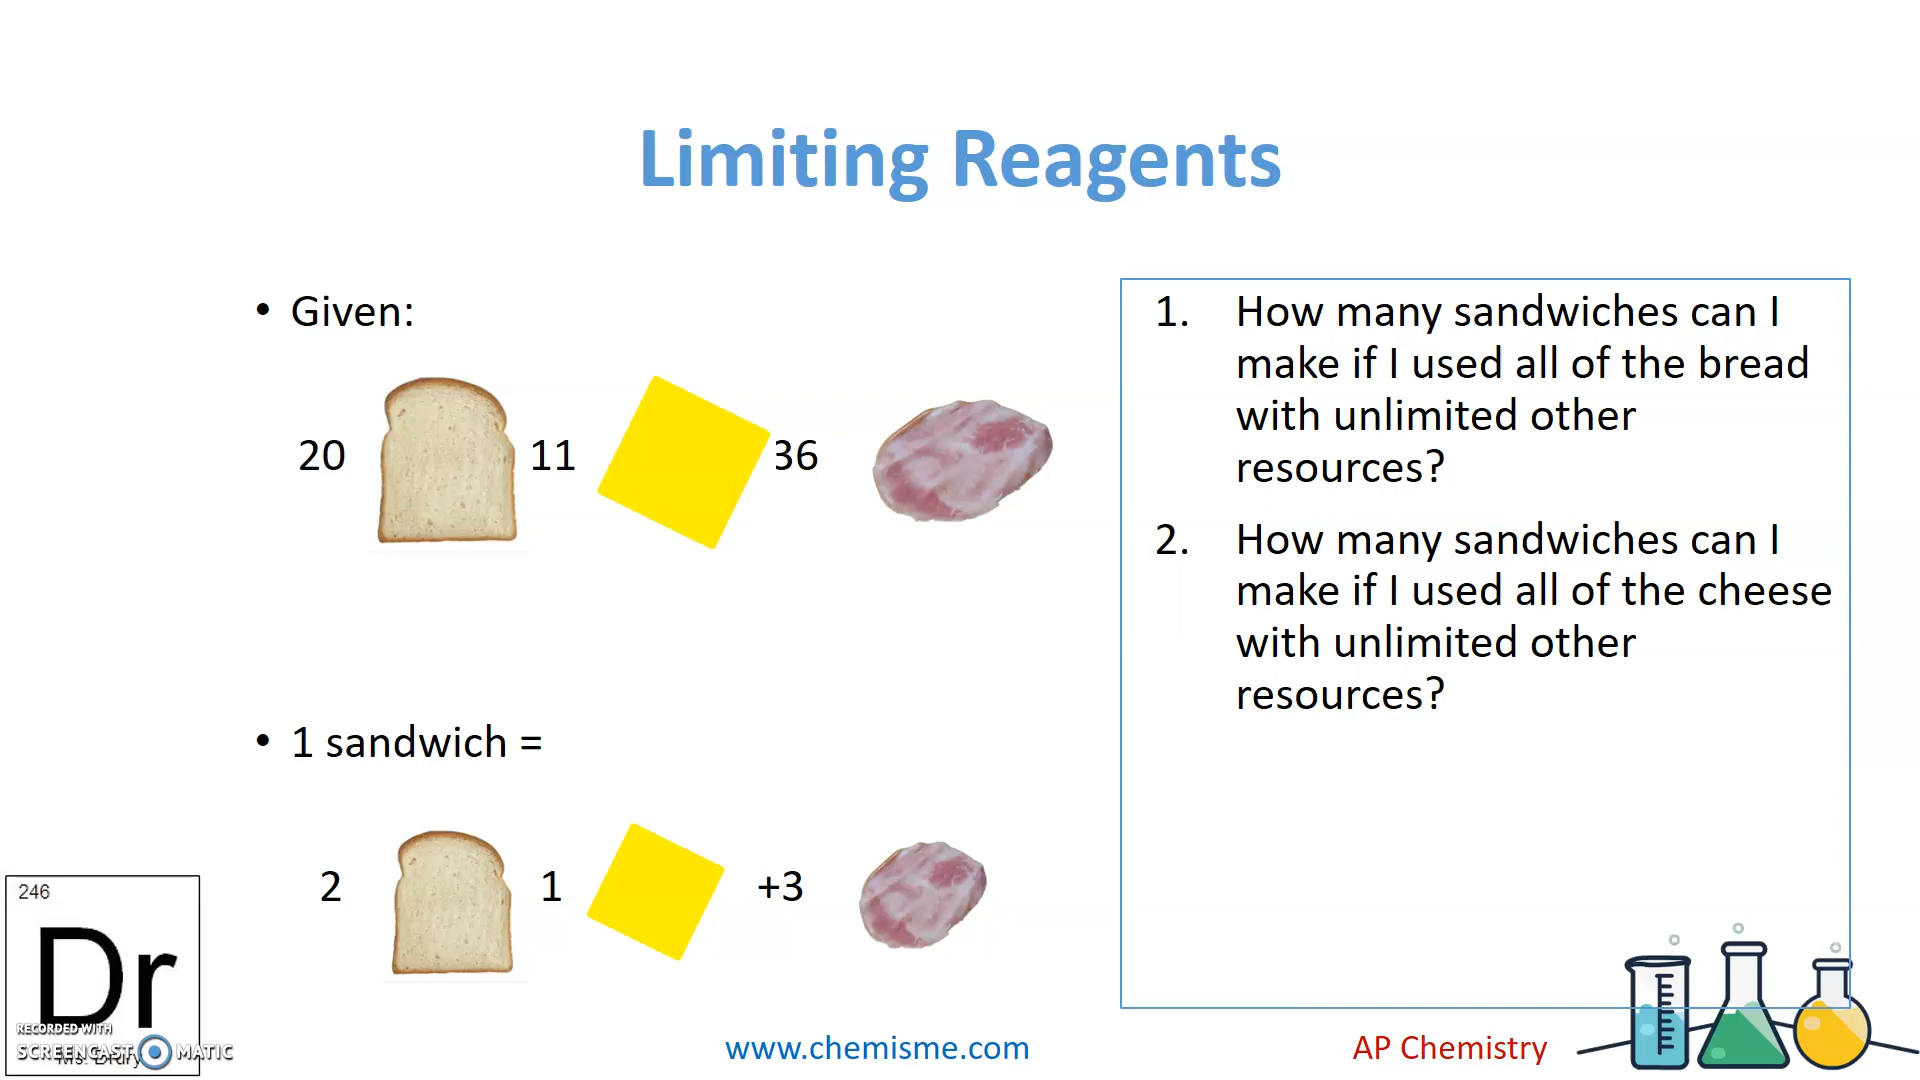 Limiting Reagents
• Given:
20 11 36
• 1 sandwich =
2 1 +3
1. How many sandwiches can I
make if I used all of the bread
with unlimited other
resources?
2. How many sandwiches can I
make if I used all of the cheese
with unlimited other
resources?
246
Dr
Ms. Drury
RECORDED WITH
SCREENCAST MATIC
www.chemisme.com
AP Chemistry